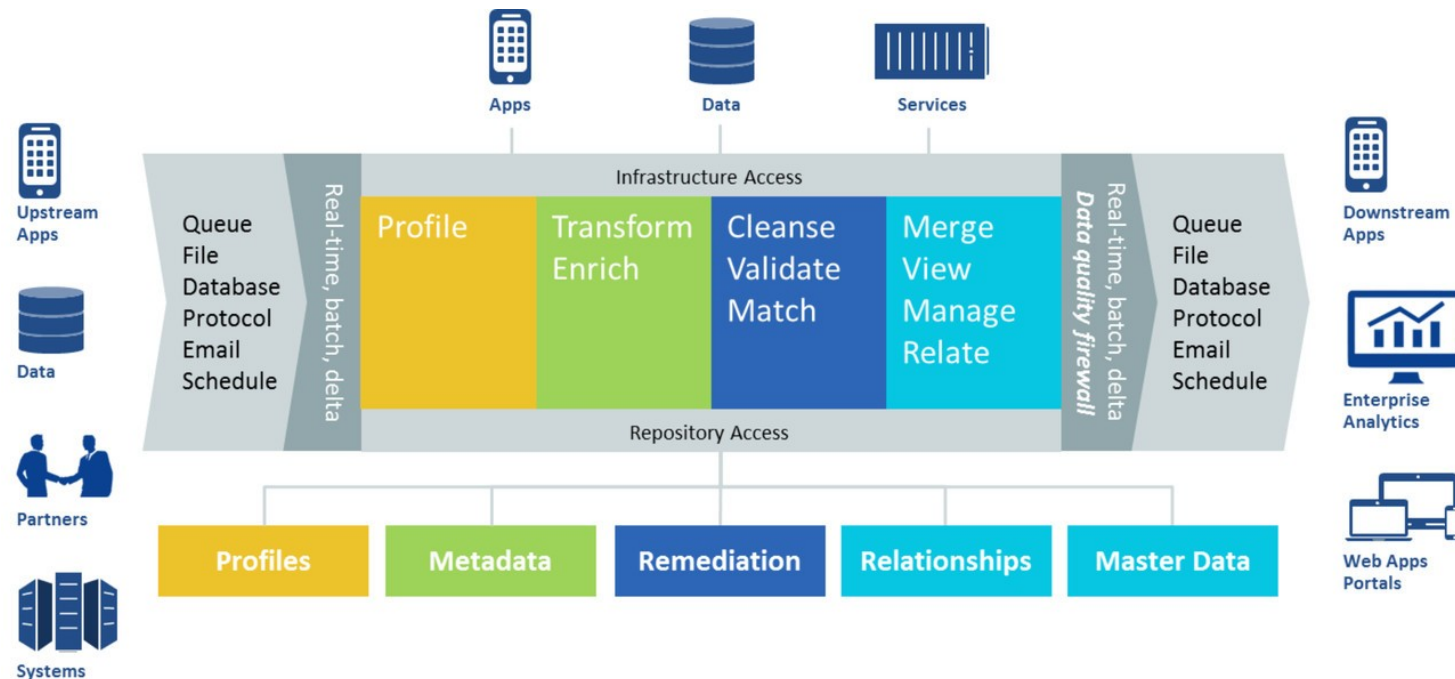 Apps
Data
Services
Upstream
Apps
Data
Partners
Systems
Queue
File
Database
Protocol
Email
Schedule
Real-time, batch, delta
Infrastructure Access
Profile
Transform
Enrich
Cleanse
Validate
Match
Merge
View
Manage
Relate
Repository Access
Real-time, batch, delta
Data quality firewall
Queue
File
Database
Protocol
Email
Schedule
Downstream
Apps
Enterprise
Analytics
Web Apps
Portals
Profiles
Metadata
Remediation
Relationships
Master Data